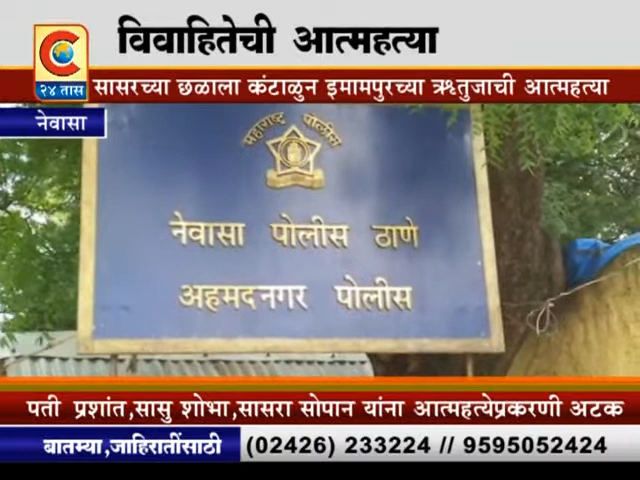 C
२४ तास
विवाहितेची आत्महत्या
सासरच्या छळाला कंटाळुन इमामपुरच्या ऋतुजाची आत्महत्या
नेवासा
महाराष्ट्र पोलीस
नेवासा पोलीस ठाणे
अहमदनगर पोलीस
पती प्रशांत,सासु शोभा,सासरा सोपान यांना आत्महत्येप्रकरणी अटक
बातम्या,जाहिरातींसाठी (02426) 233224 // 9595052424